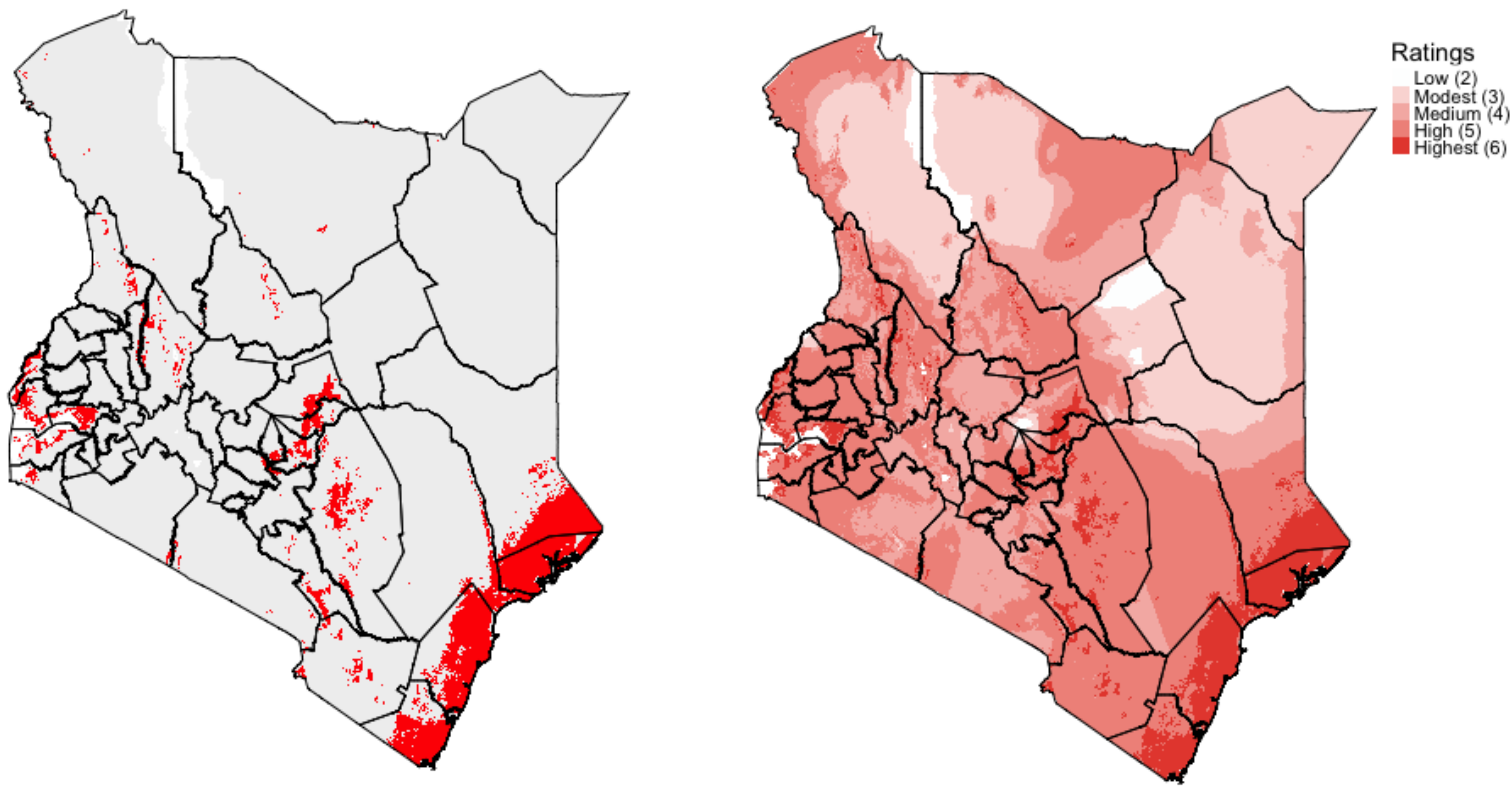 Ratings
Low (2)
Modest (3)
Medium (4)
High (5)
Highest (6)